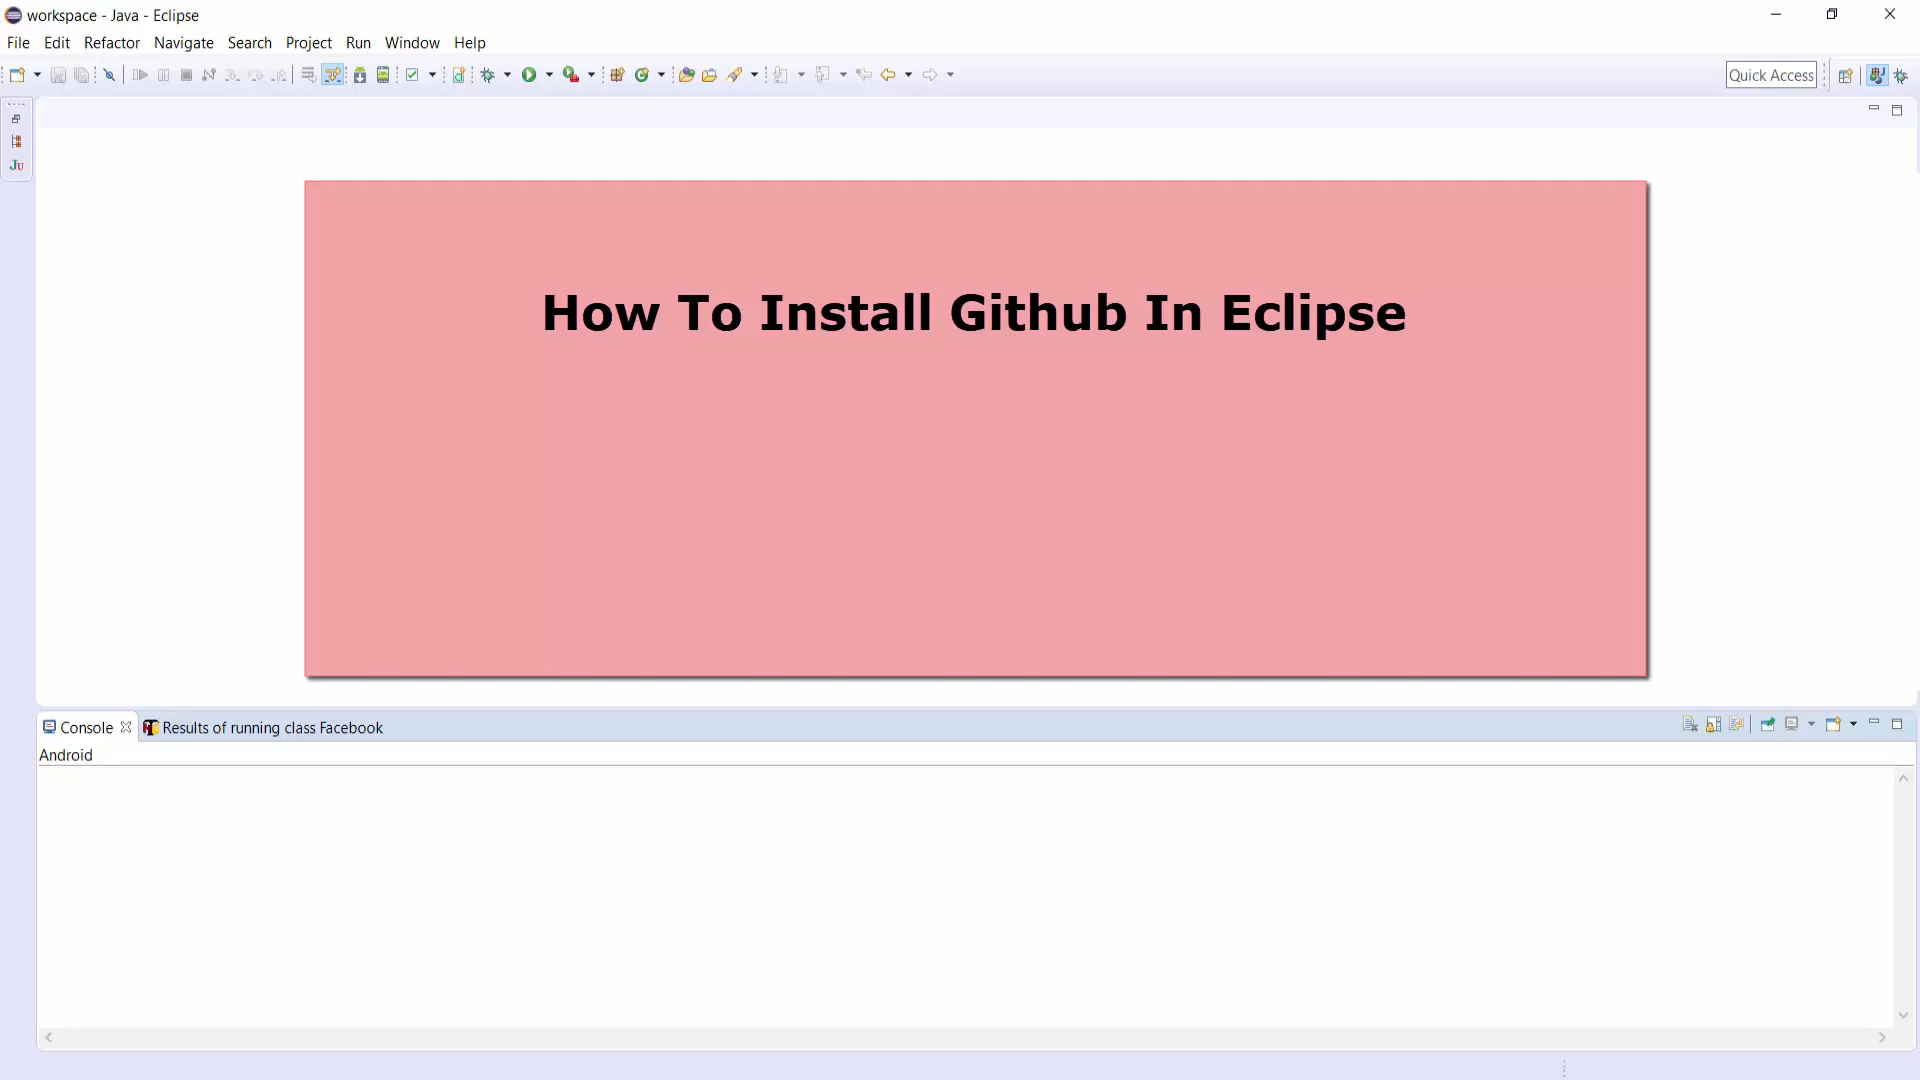 workspace - Java - Eclipse
File Edit Refactor Navigate Search Project Run Window Help
Quick Access
JU
How To Install Github In Eclipse
Console Results of running class Facebook
Android